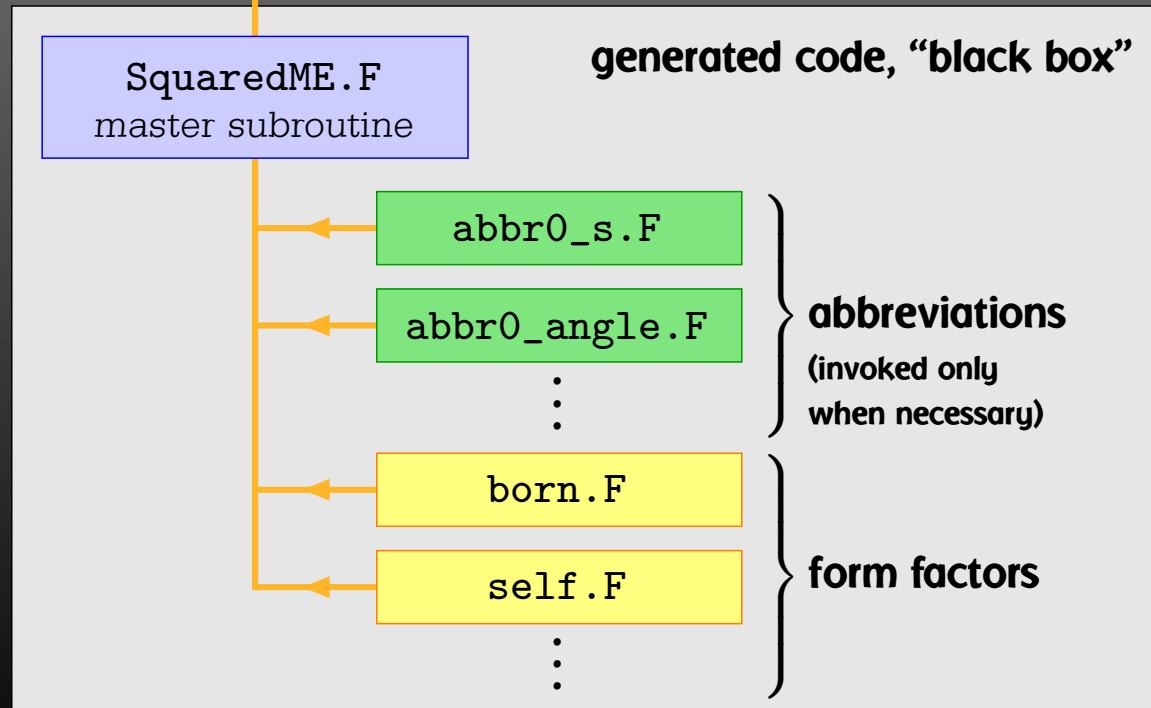 generated code, “black box”
SquaredME.F
master subroutine
abbr0_s.F
abbr0_angle.F
abbreviations
(invoked only
when necessary)
born.F
self.F
form factors